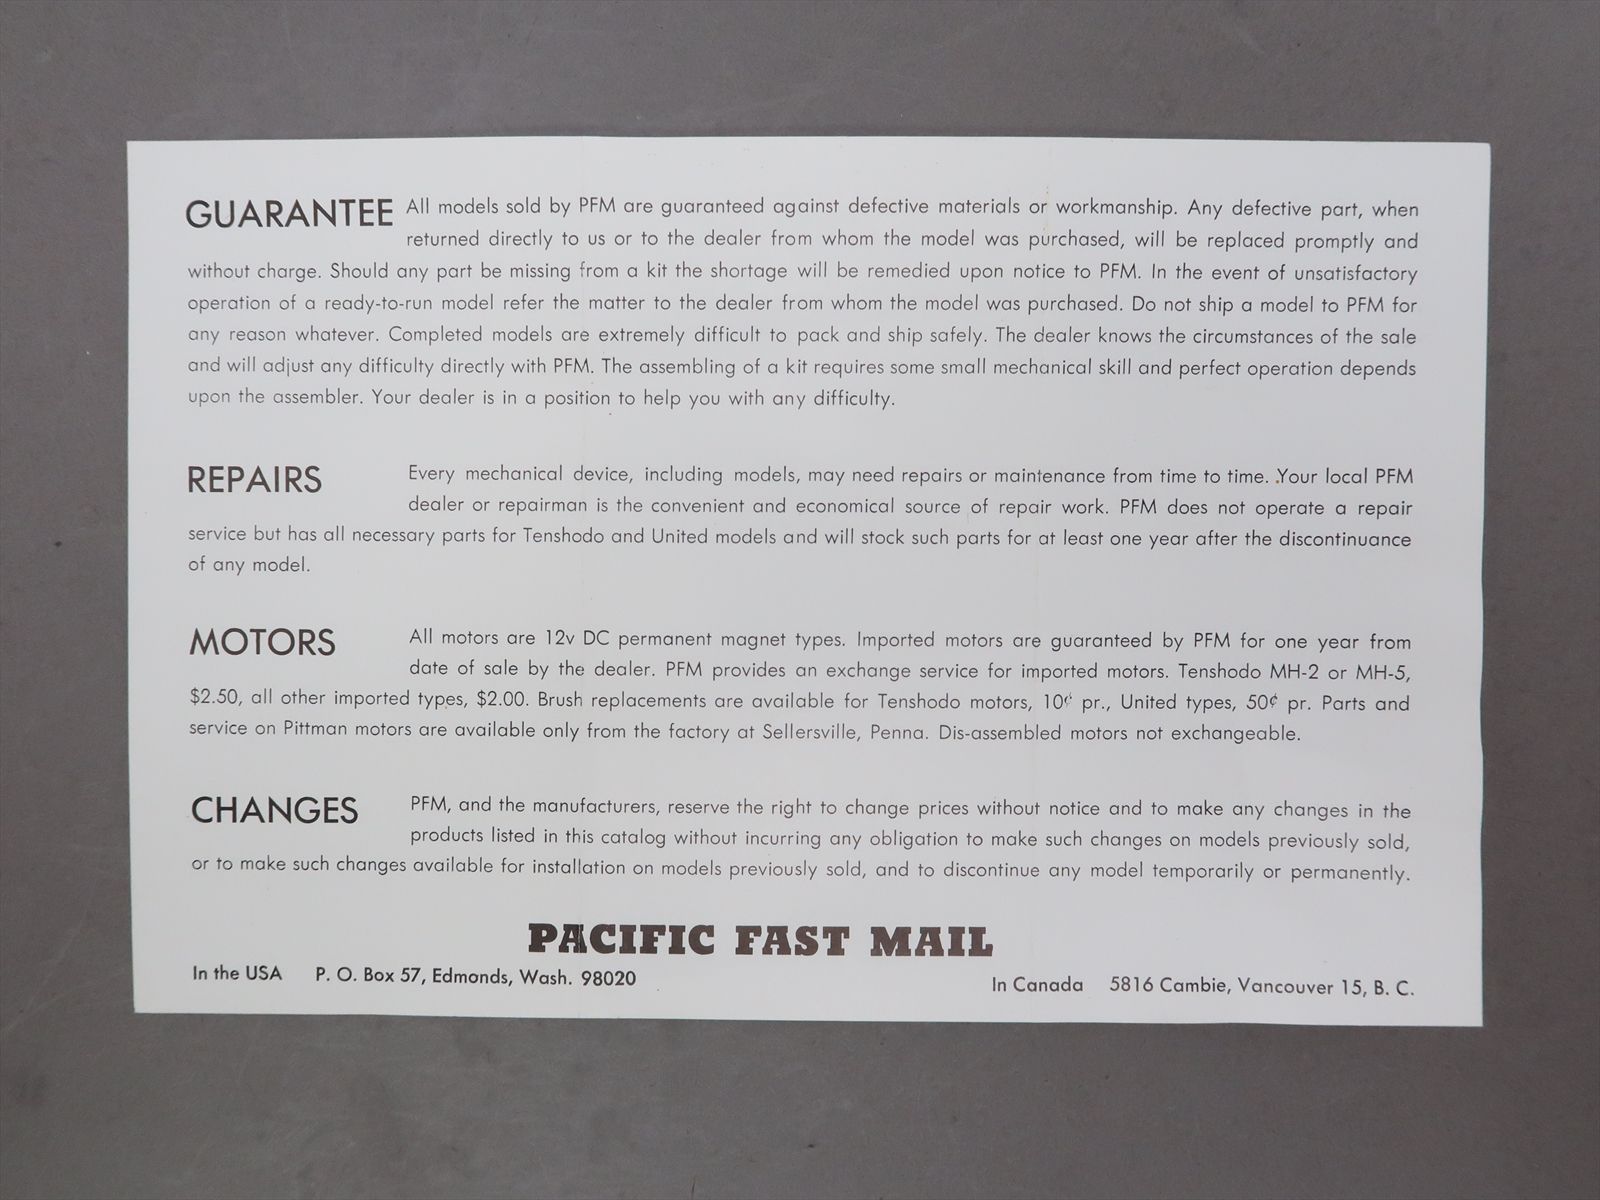 GUARANTEE All models sold by PFM are guaranteed against defective materials or workmanship. Any defective part, when
returned directly to us or to the dealer from whom the model was purchased, will be replaced promptly and
without charge. Should any part be missing from a kit the shortage will be remedied upon notice to PFM. In the event of unsatisfactory
operation of a ready-to-run model refer the matter to the dealer from whom the model was purchased. Do not ship a model to PFM for
any reason whatever. Completed models are extremely difficult to pack and ship safely. The dealer knows the circumstances of the sale
and will adjust any difficulty directly with PFM. The assembling of a kit requires some small mechanical skill and perfect operation depends
upon the assembler. Your dealer is in a position to help you with any difficulty.
REPAIRS Every mechanical device, including models, may need repairs or maintenance from time to time. Your local PFM
dealer or repairman is the convenient and economical source of repair work. PFM does not operate a repair
service but has all necessary parts for Tenshodo and United models and will stock such parts for at least one year after the discontinuance
of any model.
MOTORS All motors are 12v DC permanent magnet types. Imported motors are guaranteed by PFM for one year from
date of sale by the dealer. PFM provides an exchange service for imported motors. Tenshodo MH-2 or MH-5,
$2.50, all other imported types, $2.00. Brush replacements are available for Tenshodo motors, 10¢ pr., United types, 50¢ pr. Parts and
service on Pittman motors are available only from the factory at Sellersville, Penna. Dis-assembled motors not exchangeable.
CHANGES PFM, and the manufacturers, reserve the right to change prices without notice and to make any changes in the
products listed in this catalog without incurring any obligation to make such changes on models previously sold,
or to make such changes available for installation on models previously sold, and to discontinue any model temporarily or permanently.
PACIFIC FAST MAIL
In the USA P. O. Box 57, Edmonds, Wash. 98020
In Canada 5816 Cambie, Vancouver 15, B. C.